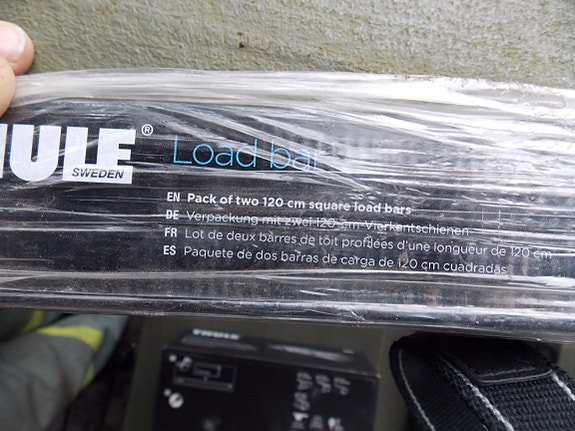 HULE®
SWEDEN
Load bar
EN Pack of two 120 cm square load bars
DE Verpackung mit zwei 120-cm-Vierkantschienen
FR Lot de deux barres de toit profilées d'une longueur de 120 cm
ES Paquete de dos barras de carga de 120 cm cuadradas
THULE